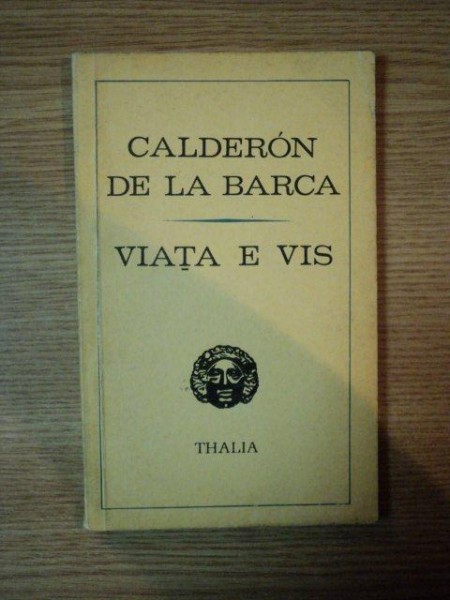 CALDERÓN
DE LA BARCA
VIAȚA E VIS
THALIA